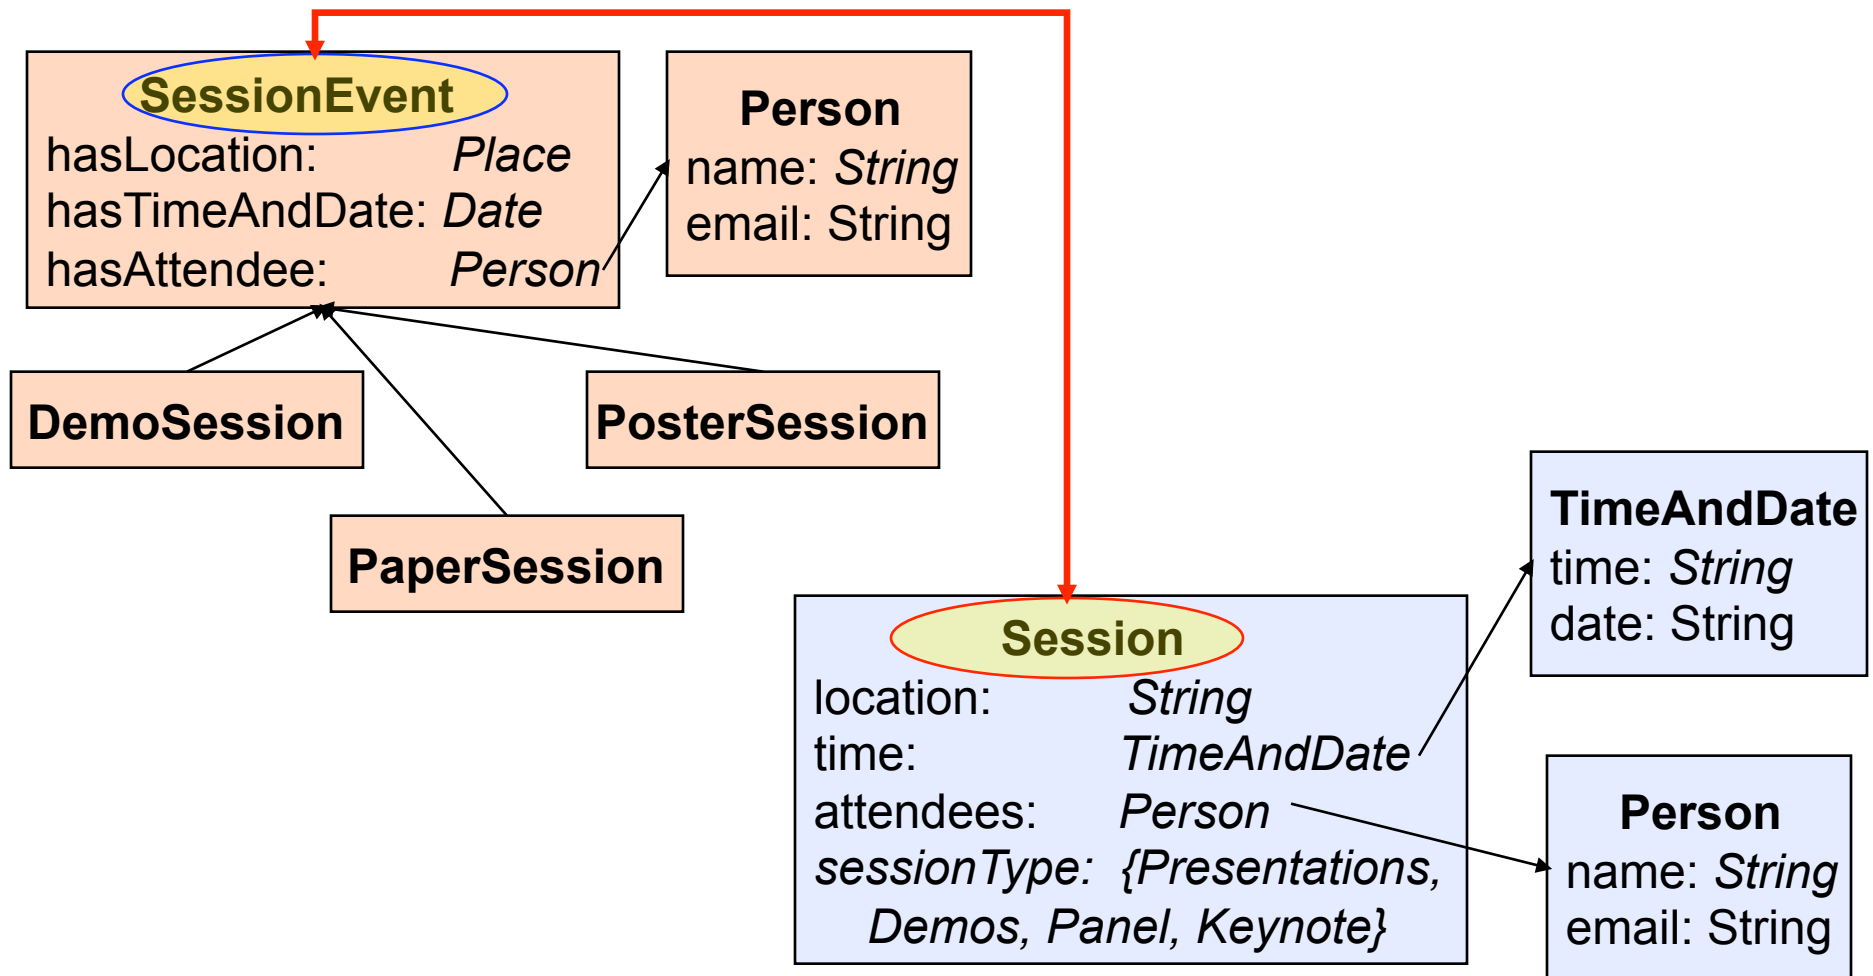 SessionEvent
hasLocation: Place
hasTimeAndDate: Date
hasAttendee: Person
Person
name: String
email: String
DemoSession
PosterSession
PaperSession
TimeAndDate
time: String
date: String
Session
location: String
time: TimeAndDate
attendees: Person
sessionType: {Presentations,
Demos, Panel, Keynote}
Person
name: String
email: String